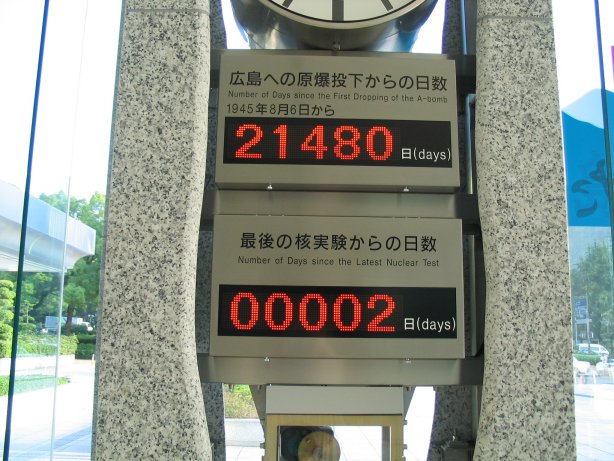 広島への原爆投下からの日数
Number of Days since the First Dropping of the A-bomb
1945年8月6日から
21480 日(days)
最後の核実験からの日数
Number of Days since the Latest Nuclear Test
00002 日(days)